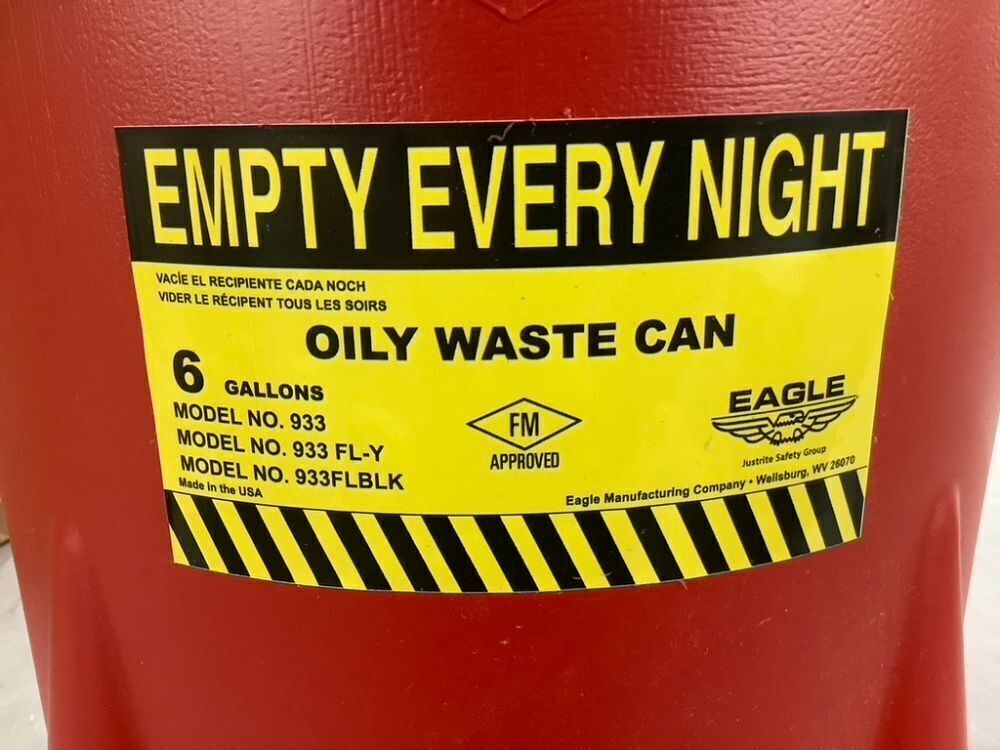 EMPTY EVERY NIGHT
VACÍE EL RECIPIENTE CADA NOCH
VIDER LE RÉCIPENT TOUS LES SOIRS
OILY WASTE CAN
6 GALLONS
MODEL NO. 933
MODEL NO. 933 FL-Y
MODEL NO. 933FLBLK
Made in the USA
FM
APPROVED
EAGLE
Justrite Safety Group
Eagle Manufacturing Company • Wellsburg, WV 26070